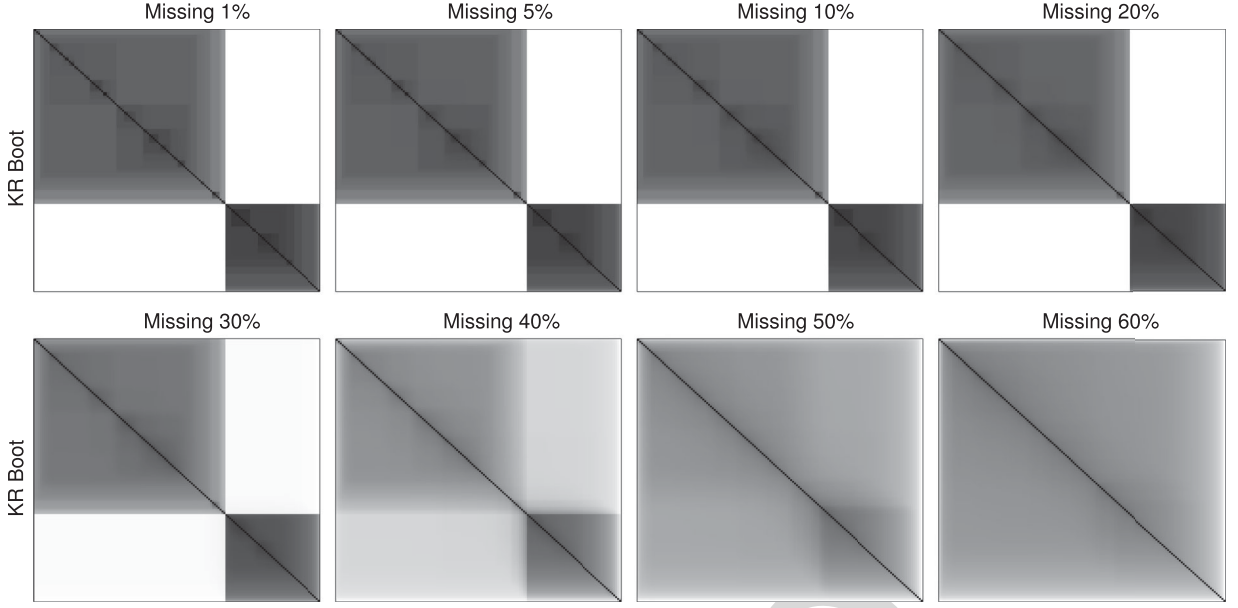 Missing 1%
Missing 5%
Missing 10%
Missing 20%
KR Boot
Missing 30%
Missing 40%
Missing 50%
Missing 60%
KR Boot